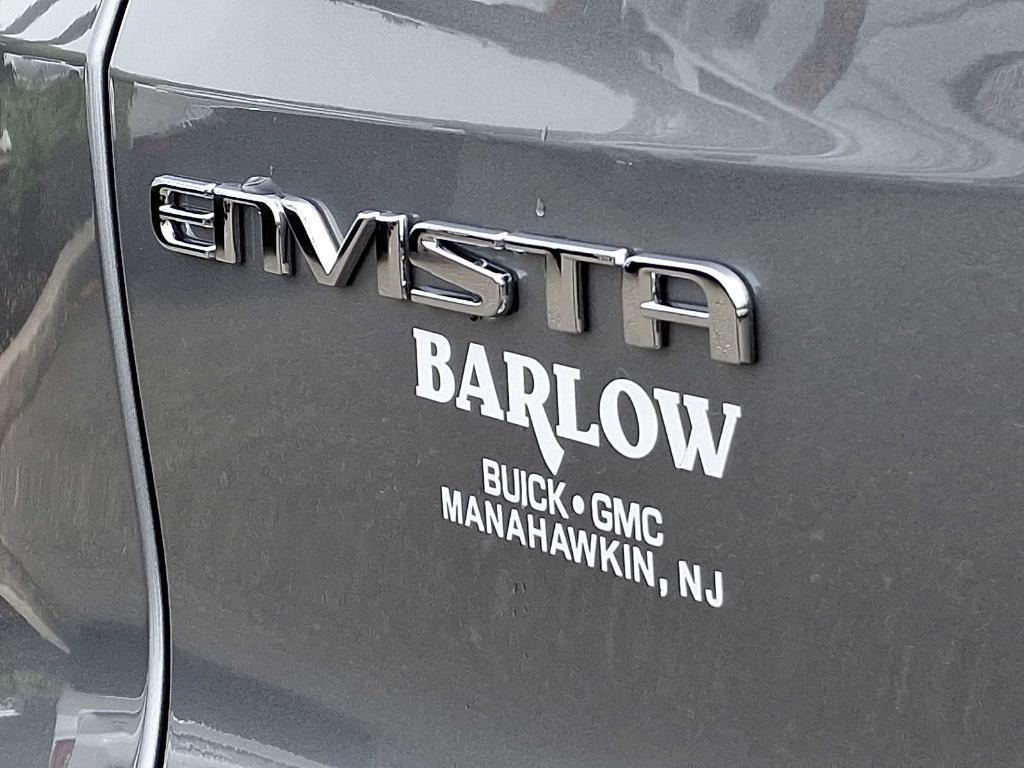 ENVISTA
BARLOW
BUICK • GMC
MANAHAWKIN, NJ